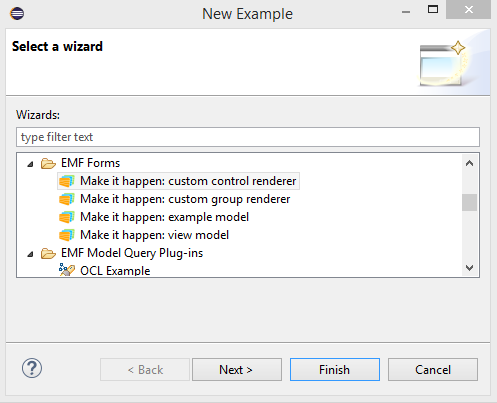 New Example
Select a wizard
Wizards:
type filter text
EMF Forms
Make it happen: custom control renderer
Make it happen: custom group renderer
Make it happen: example model
Make it happen: view model
EMF Model Query Plug-ins
OCL Example
? < Back Next > Finish Cancel